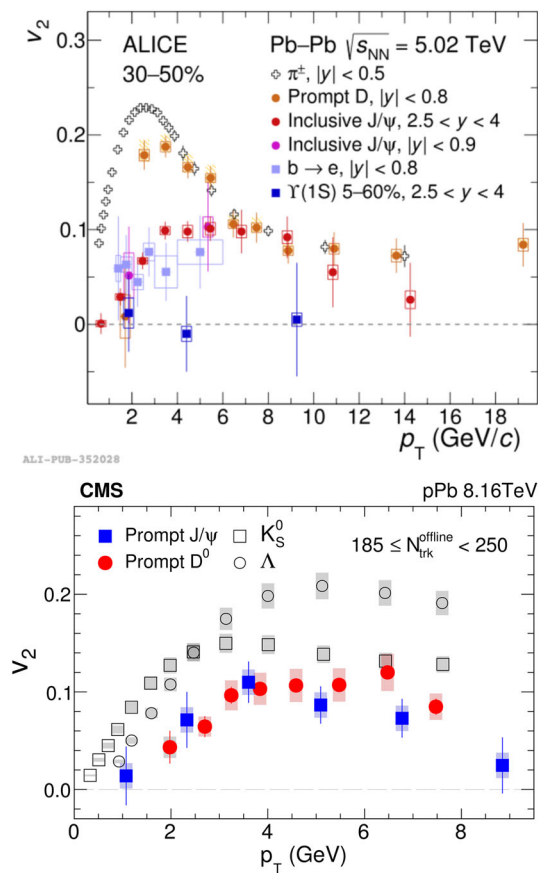 ALICE
30–50%
Pb–Pb √sNN = 5.02 TeV
π±, |y| < 0.5
Prompt D, |y| < 0.8
Inclusive J/ψ, 2.5 < y < 4
Inclusive J/ψ, |y| < 0.9
b → e, |y| < 0.8
ϒ(1S) 5–60%, 2.5 < y < 4
v2
0.3
0.2
0.1
0
2 4 6 8 10 12 14 16 18
pT (GeV/c)
ALI-PUB-352028
CMS pPb 8.16TeV
Prompt J/ψ K0S
Prompt D0 Λ
185 ≤ Nofflinetrk < 250
v2
0.2
0.1
0.0
0 2 4 6 8
pT (GeV)